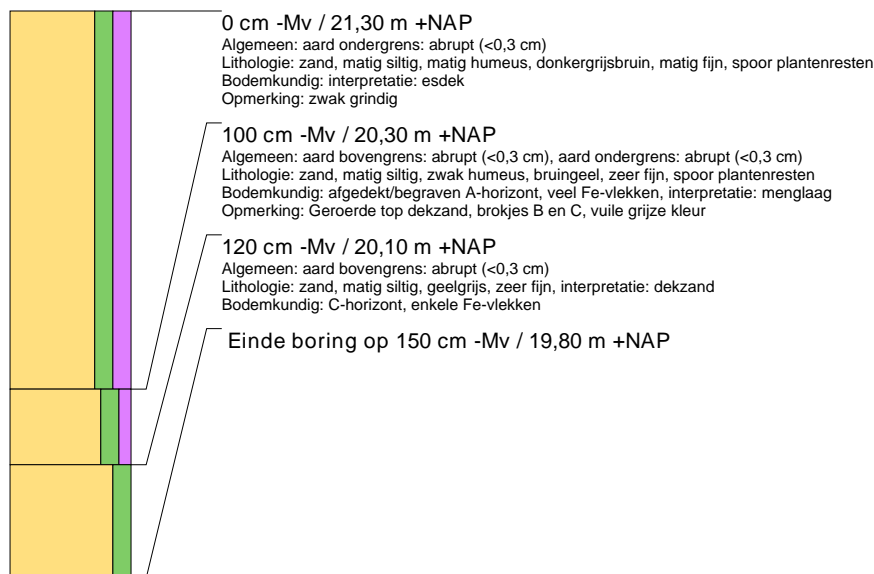 0 cm -Mv / 21,30 m +NAP
Algemeen: aard ondergrens: abrupt (<0,3 cm)
Lithologie: zand, matig siltig, matig humeus, donkergrijsbruin, matig fijn, spoor plantenresten
Bodemkundig: interpretatie: esdek
Opmerking: zwak grindig
100 cm -Mv / 20,30 m +NAP
Algemeen: aard bovengrens: abrupt (<0,3 cm), aard ondergrens: abrupt (<0,3 cm)
Lithologie: zand, matig siltig, zwak humeus, bruingeel, zeer fijn, spoor plantenresten
Bodemkundig: afgedekt/begraven A-horizont, veel Fe-vlekken, interpretatie: menglaag
Opmerking: Geroerde top dekzand, brokjes B en C, vuile grijze kleur
120 cm -Mv / 20,10 m +NAP
Algemeen: aard bovengrens: abrupt (<0,3 cm)
Lithologie: zand, matig siltig, geelgrijs, zeer fijn, interpretatie: dekzand
Bodemkundig: C-horizont, enkele Fe-vlekken
Einde boring op 150 cm -Mv / 19,80 m +NAP